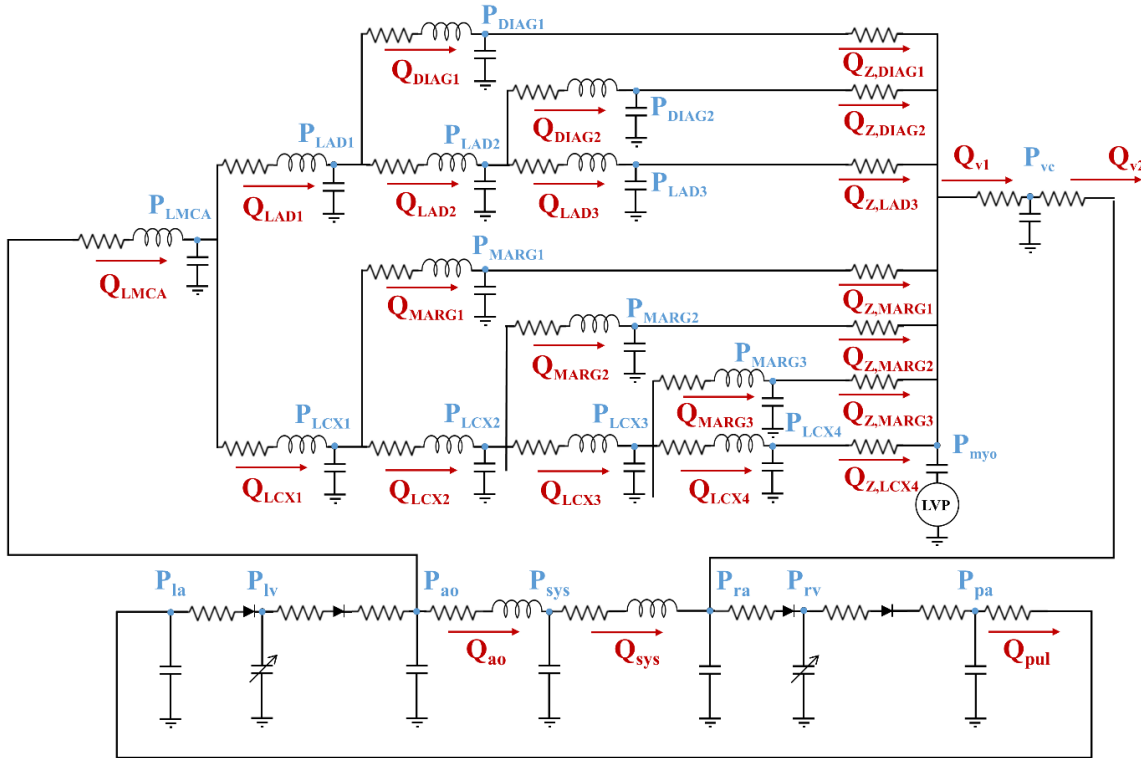 P_DIAG1
Q_DIAG1
Q_Z,DIAG1
P_DIAG2
Q_DIAG2
Q_Z,DIAG2
P_LAD1
P_LAD2
P_LAD3
Q_LAD1
Q_LAD2
Q_LAD3
Q_Z,LAD3
Q_v1
P_vc
Q_v2
P_LMCA
Q_LMCA
P_MARG1
Q_MARG1
Q_Z,MARG1
P_MARG2
Q_MARG2
Q_Z,MARG2
P_MARG3
Q_MARG3
Q_Z,MARG3
P_LCX1
P_LCX2
P_LCX3
P_LCX4
P_myo
Q_LCX1
Q_LCX2
Q_LCX3
Q_LCX4
Q_Z,LCX4
LVP
P_la
P_lv
P_ao
P_sys
P_ra
P_rv
P_pa
Q_ao
Q_sys
Q_pul